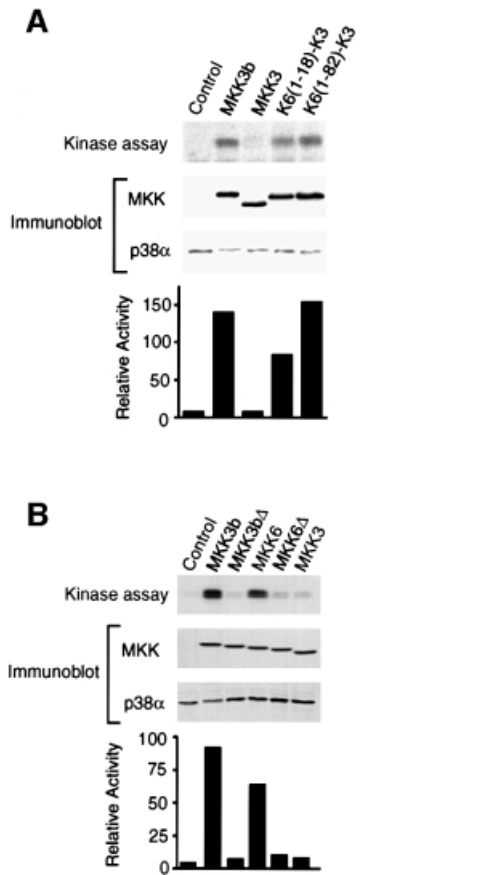 A
Control
MKK3b
MKK3
K6(1-18)-K3
K6(1-82)-K3
Kinase assay
MKK
Immunoblot
p38α
Relative Activity
150
100
50
0
B
Control
MKK3b
MKK3bΔ
MKK6
MKK6Δ
MKK3
Kinase assay
MKK
Immunoblot
p38α
Relative Activity
100
75
50
25
0